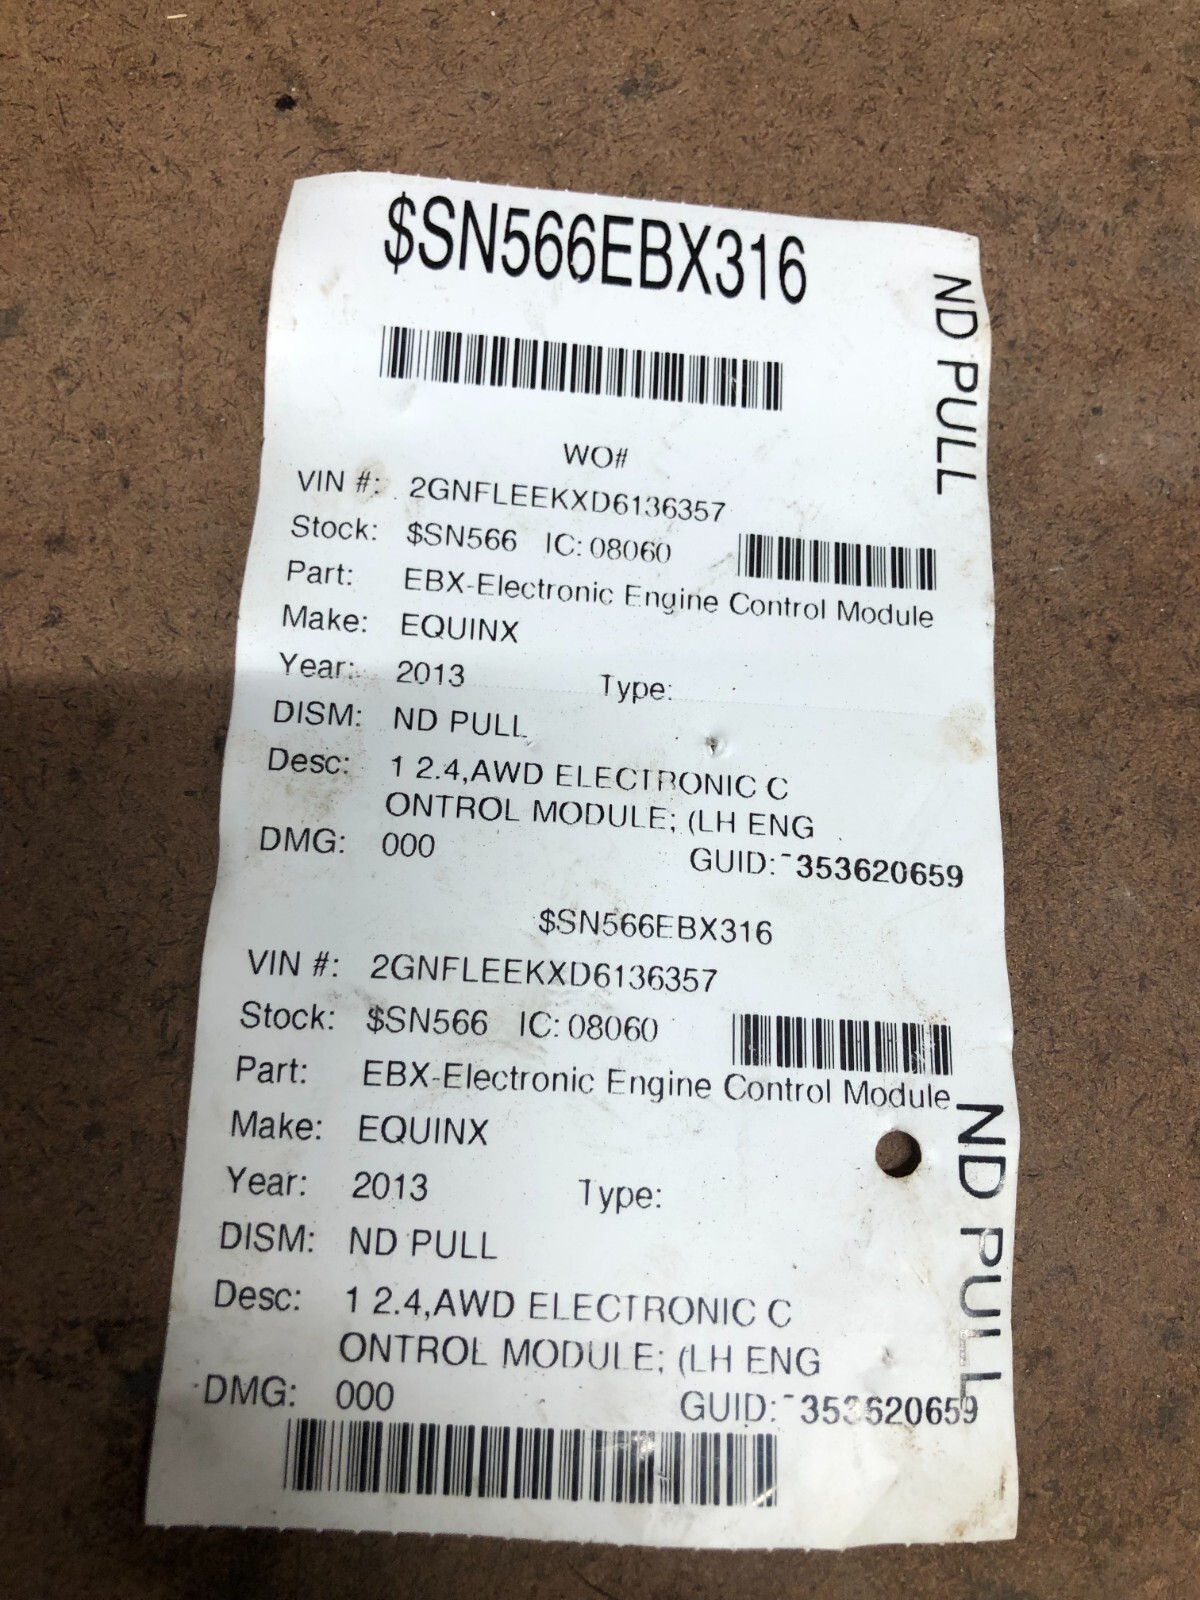 $SN566EBX316
ND PULL
WO#
VIN #: 2GNFLEEKXD6136357
Stock: $SN566 IC: 08060
Part: EBX-Electronic Engine Control Module
Make: EQUINX
Year: 2013 Type:
DISM: ND PULL
Desc: 1 2.4,AWD ELECTRONIC C
ONTROL MODULE; (LH ENG
DMG: 000 GUID: -353620659
$SN566EBX316
VIN #: 2GNFLEEKXD6136357
Stock: $SN566 IC: 08060
Part: EBX-Electronic Engine Control Module
Make: EQUINX
ND PULL
Year: 2013 Type:
DISM: ND PULL
Desc: 1 2.4,AWD ELECTRONIC C
ONTROL MODULE; (LH ENG
DMG: 000 GUID: -353620659